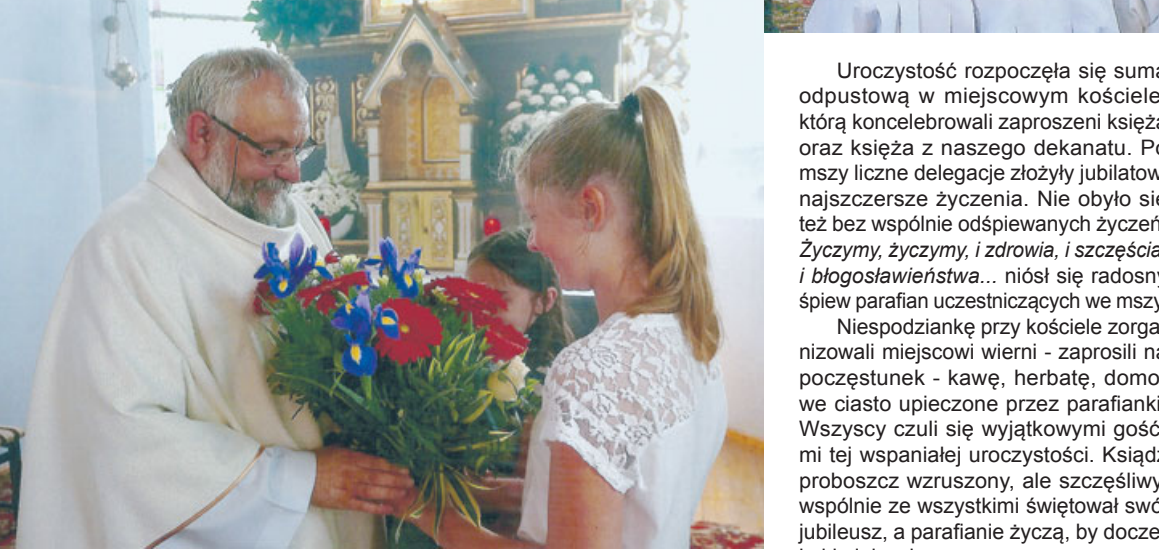 Uroczystość rozpoczęła się sumą
odpustową w miejscowym kościele,
którą koncelebrowali zaproszeni księża
oraz księża z naszego dekanatu. Po
mszy liczne delegacje złożyły jubilatowi
najszczersze życzenia. Nie obyło się
też bez wspólnie odśpiewanych życzeń.
Życzymy, życzymy, i zdrowia, i szczęścia,
i błogosławieństwa... niósł się radosny
śpiew parafian uczestniczących we mszy.
Niespodziankę przy kościele zorga-
nizowali miejscowi wierni - zaprosili na
poczęstunek - kawę, herbatę, domo-
we ciasto upieczone przez parafianki.
Wszyscy czuli się wyjątkowymi gość-
mi tej wspaniałej uroczystości. Ksiądz
proboszcz wzruszony, ale szczęśliwy,
wspólnie ze wszystkimi świętował swój
jubileusz, a parafianie życzą, by docze-